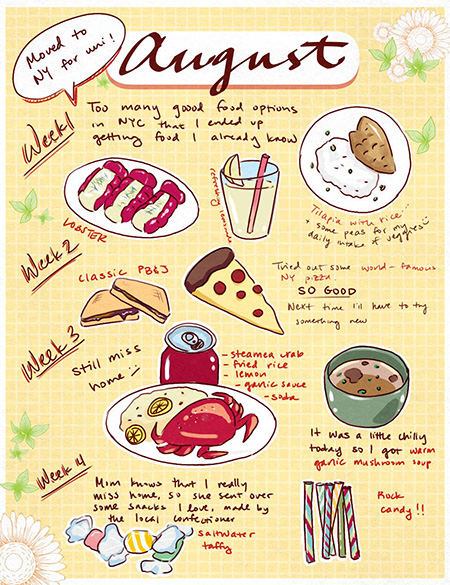 Moved to
NY for uni!
August
Week 1
Too many good food options
in NYC that I ended up
getting food I already know
LOBSTER
lemonade
Tilapia with rice
+ some peas for my
daily intake of veggies
Week 2
classic PB&J
Tried out some world-famous
NY pizza
SO GOOD
Next time I'll have to try
something new
Week 3
Still miss
home
- steamed crab
- fried rice
- lemon
- garlic sauce
- soda
It was a little chilly
today so I got warm
garlic mushroom soup
Week 4
Mom knows that I really
miss home, so she sent over
some snacks I love, made by
the local confectioner
saltwater
taffy
Rock
candy!!